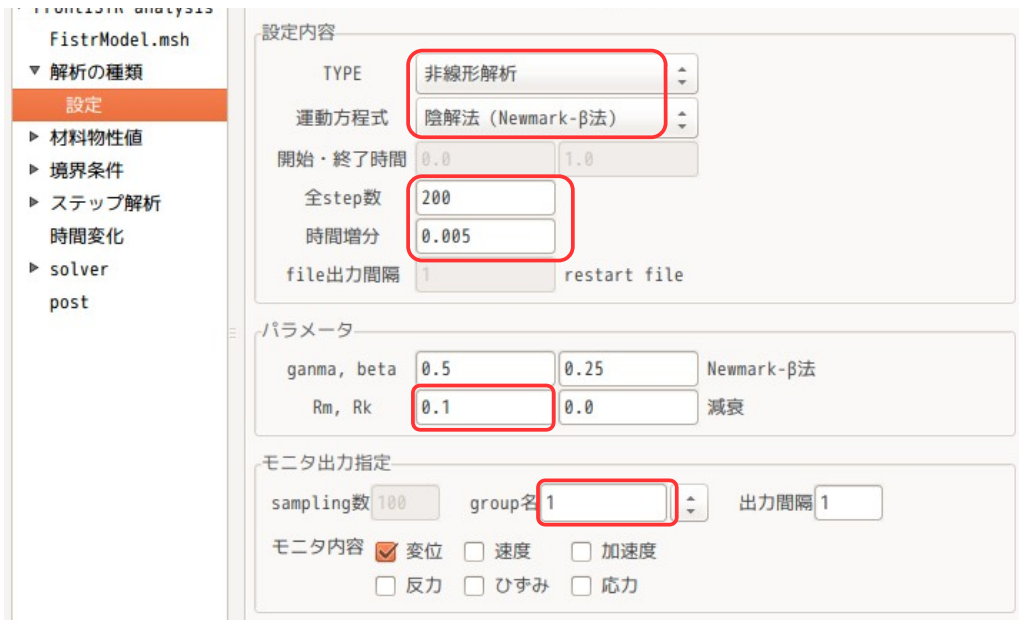 FrontISTR analysis
FistrModel.msh
解析の種類
設定
材料物性値
境界条件
ステップ解析
時間変化
solver
post
設定内容
TYPE 非線形解析
運動方程式 陰解法 (Newmark-β法)
開始・終了時間 0.0 1.0
全step数 200
時間増分 0.005
file出力間隔 1 restart file
パラメータ
ganma, beta 0.5 0.25 Newmark-β法
Rm, Rk 0.1 0.0 減衰
モニタ出力指定
sampling数 100 group名 1 出力間隔 1
モニタ内容 変位 速度 加速度
反力 ひずみ 応力